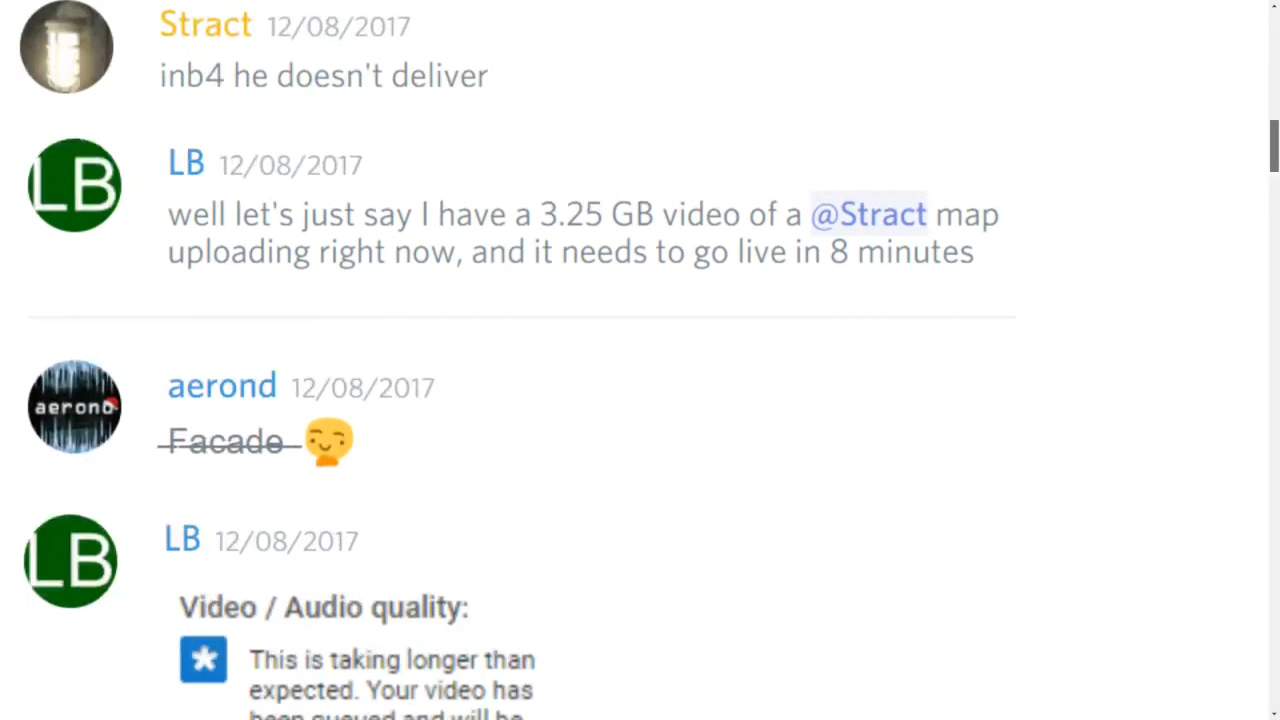 Stract 12/08/2017
inb4 he doesn't deliver
LB
LB 12/08/2017
well let's just say I have a 3.25 GB video of a @Stract map
uploading right now, and it needs to go live in 8 minutes
aerond
aerond 12/08/2017
Facade
LB
LB 12/08/2017
Video / Audio quality:
This is taking longer than
expected. Your video has
been queued and will be